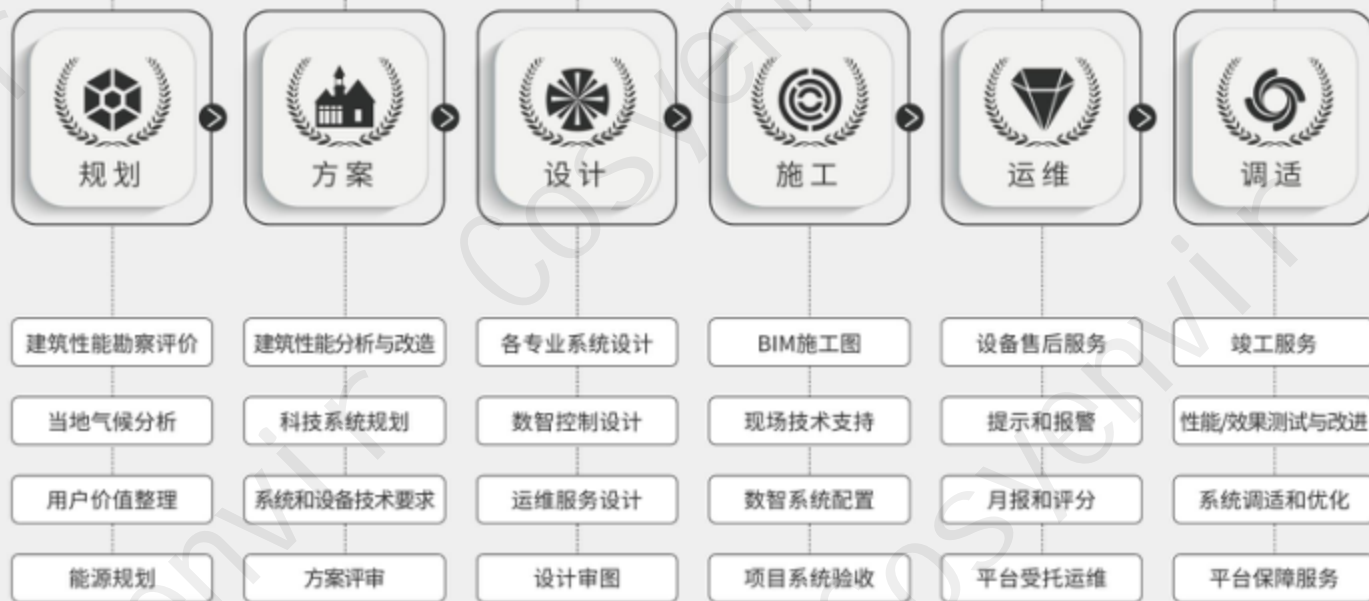 规划
方案
设计
施工
运维
调适
建筑性能勘察评价
建筑性能分析与改造
各专业系统设计
BIM施工图
设备售后服务
竣工服务
当地气候分析
科技系统规划
数智控制设计
现场技术支持
提示和报警
性能/效果测试与改进
用户价值整理
系统和设备技术要求
运维服务设计
数智系统配置
月报和评分
系统调适和优化
能源规划
方案评审
设计审图
项目系统验收
平台受托运维
平台保障服务
cosyenvir